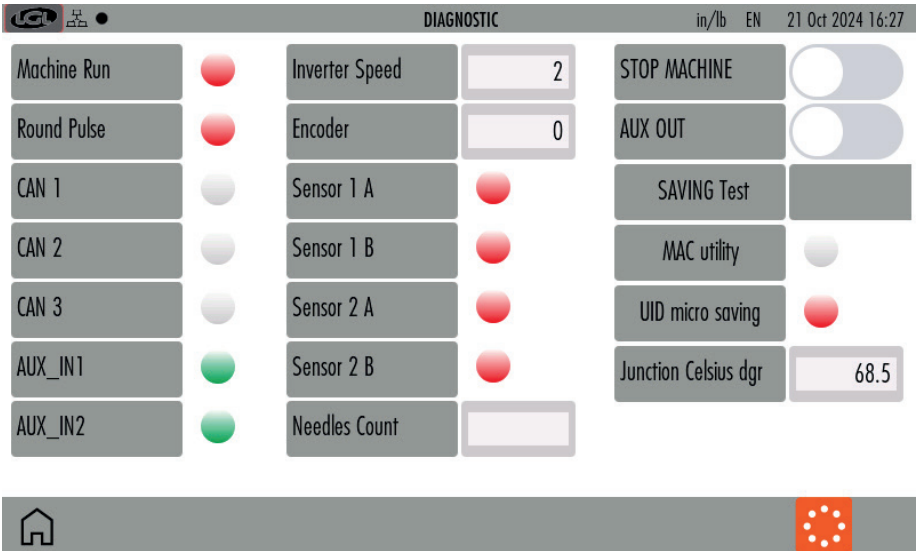 LGL
DIAGNOSTIC
in/lb EN 21 Oct 2024 16:27
Machine Run
Round Pulse
CAN 1
CAN 2
CAN 3
AUX_IN1
AUX_IN2
Inverter Speed 2
Encoder 0
Sensor 1 A
Sensor 1 B
Sensor 2 A
Sensor 2 B
Needles Count
STOP MACHINE
AUX OUT
SAVING Test
MAC utility
UID micro saving
Junction Celsius dgr 68.5